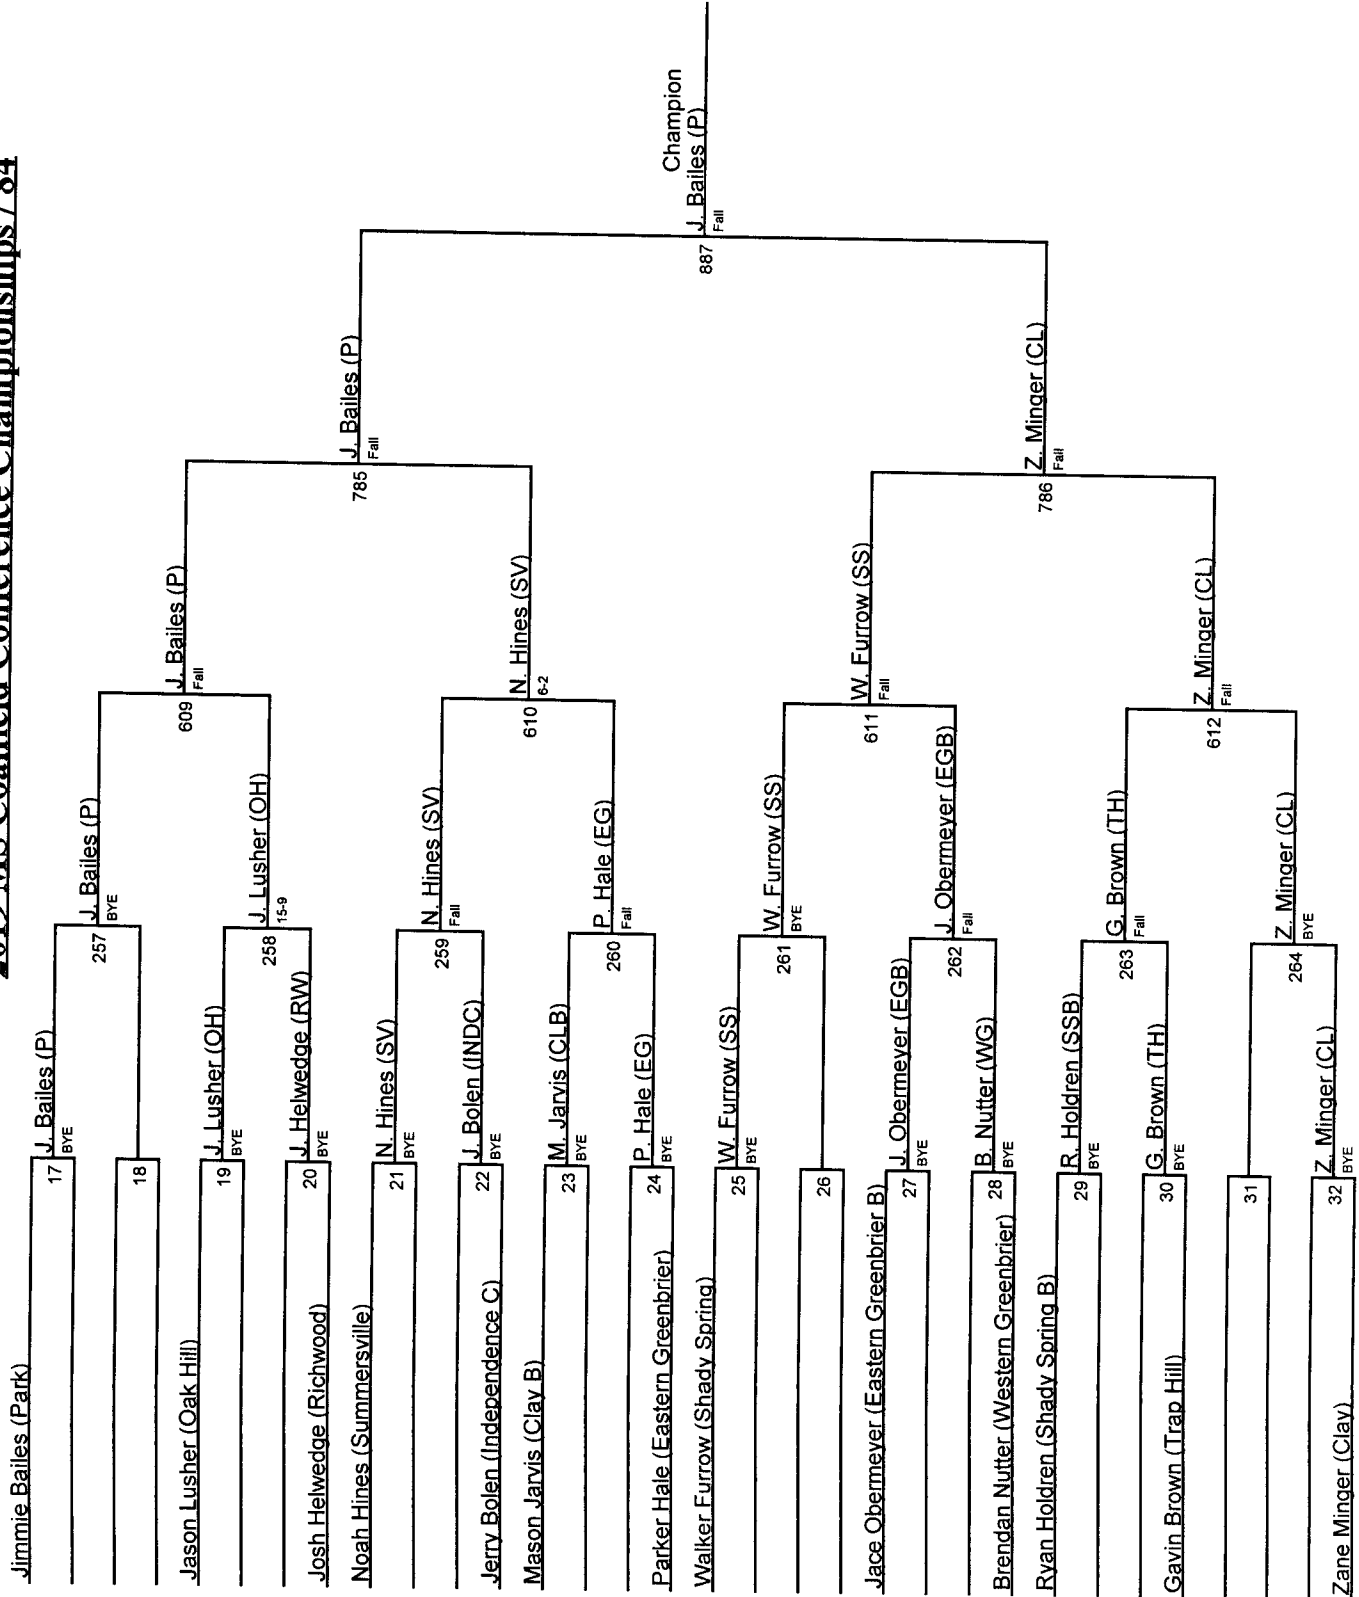 2019 MS Coalfield Conference Championships / 84
Jimmie Bailes (Park)
17
J. Bailes (P)
BYE
18
257
J. Bailes (P)
BYE
Jason Lusher (Oak Hill)
19
J. Lusher (OH)
BYE
20
Josh Helwedge (Richwood)
J. Helwedge (RW)
BYE
258
J. Lusher (OH)
15-9
609
J. Bailes (P)
Fall
Noah Hines (Summersville)
21
N. Hines (SV)
BYE
22
Jerry Bolen (Independence C)
J. Bolen (INDC)
BYE
259
N. Hines (SV)
Fall
Mason Jarvis (Clay B)
23
M. Jarvis (CLB)
BYE
24
Parker Hale (Eastern Greenbrier)
P. Hale (EG)
BYE
260
P. Hale (EG)
Fall
610
N. Hines (SV)
6-2
785
J. Bailes (P)
Fall
Walker Furrow (Shady Spring)
25
W. Furrow (SS)
BYE
26
261
W. Furrow (SS)
BYE
Jace Obermeyer (Eastern Greenbrier B)
27
J. Obermeyer (EGB)
BYE
28
Brendan Nutter (Western Greenbrier)
B. Nutter (WG)
BYE
262
J. Obermeyer (EGB)
Fall
611
W. Furrow (SS)
Fall
Ryan Holdren (Shady Spring B)
29
R. Holdren (SSB)
BYE
30
Gavin Brown (Trap Hill)
G. Brown (TH)
BYE
263
G. Brown (TH)
Fall
31
32
Zane Minger (Clay)
Z. Minger (CL)
BYE
264
Z. Minger (CL)
BYE
612
Z. Minger (CL)
Fall
786
Z. Minger (CL)
Fall
887
Champion
J. Bailes (P)
Fall